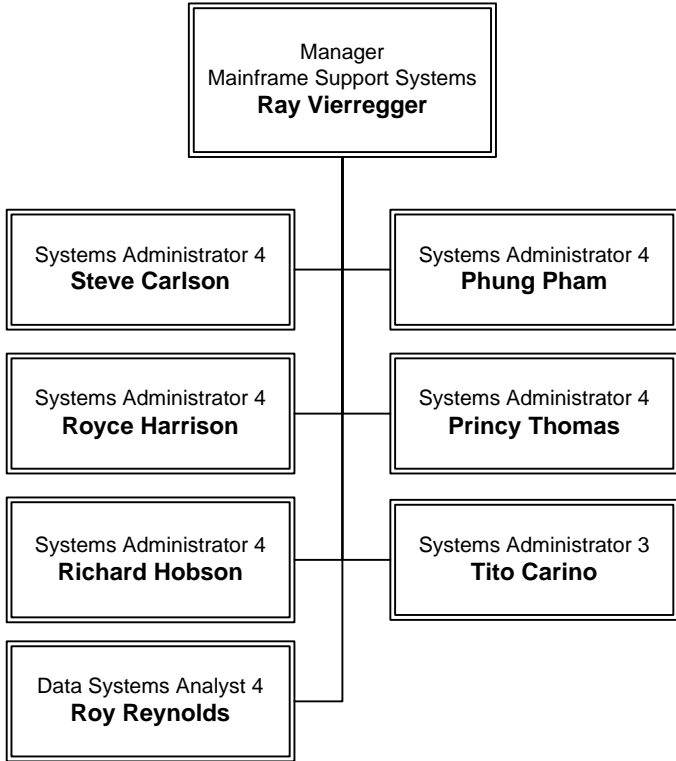 Manager
Mainframe Support Systems
Ray Vierregger
Systems Administrator 4
Steve Carlson
Systems Administrator 4
Phung Pham
Systems Administrator 4
Royce Harrison
Systems Administrator 4
Princy Thomas
Systems Administrator 4
Richard Hobson
Systems Administrator 3
Tito Carino
Data Systems Analyst 4
Roy Reynolds